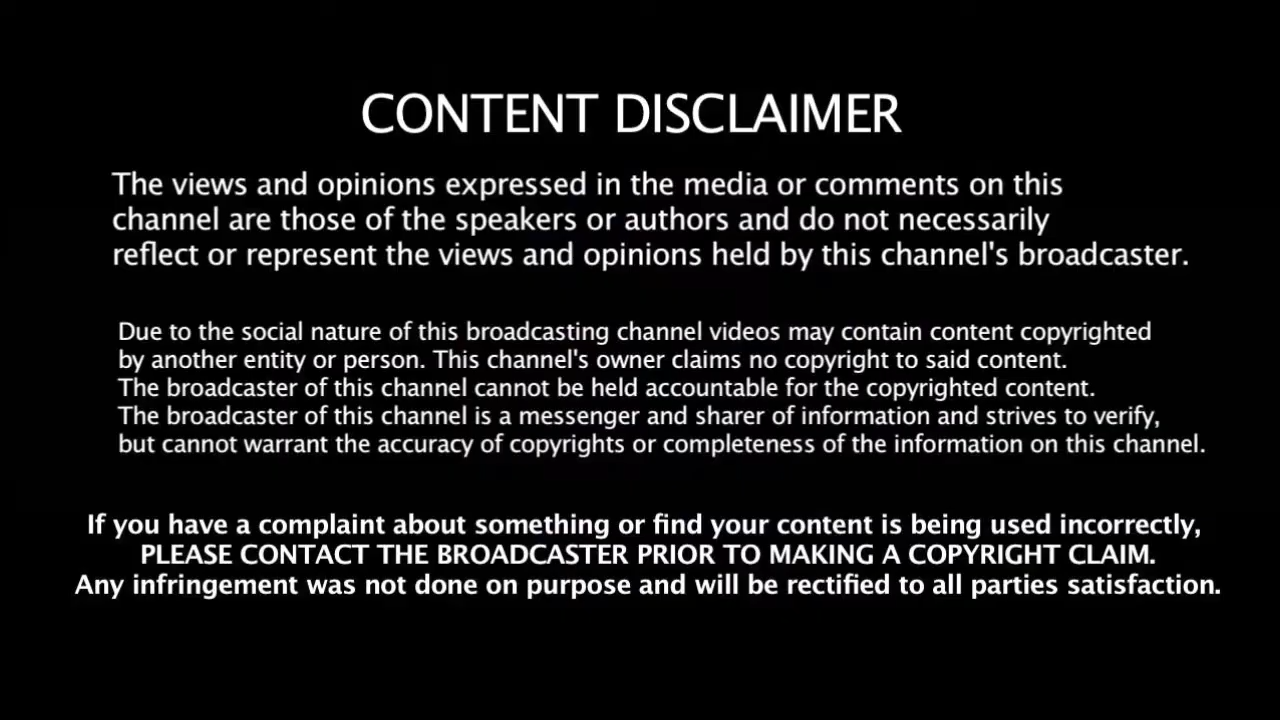 CONTENT DISCLAIMER
The views and opinions expressed in the media or comments on this
channel are those of the speakers or authors and do not necessarily
reflect or represent the views and opinions held by this channel's broadcaster.
Due to the social nature of this broadcasting channel videos may contain content copyrighted
by another entity or person. This channel's owner claims no copyright to said content.
The broadcaster of this channel cannot be held accountable for the copyrighted content.
The broadcaster of this channel is a messenger and sharer of information and strives to verify,
but cannot warrant the accuracy of copyrights or completeness of the information on this channel.
If you have a complaint about something or find your content is being used incorrectly,
PLEASE CONTACT THE BROADCASTER PRIOR TO MAKING A COPYRIGHT CLAIM.
Any infringement was not done on purpose and will be rectified to all parties satisfaction.